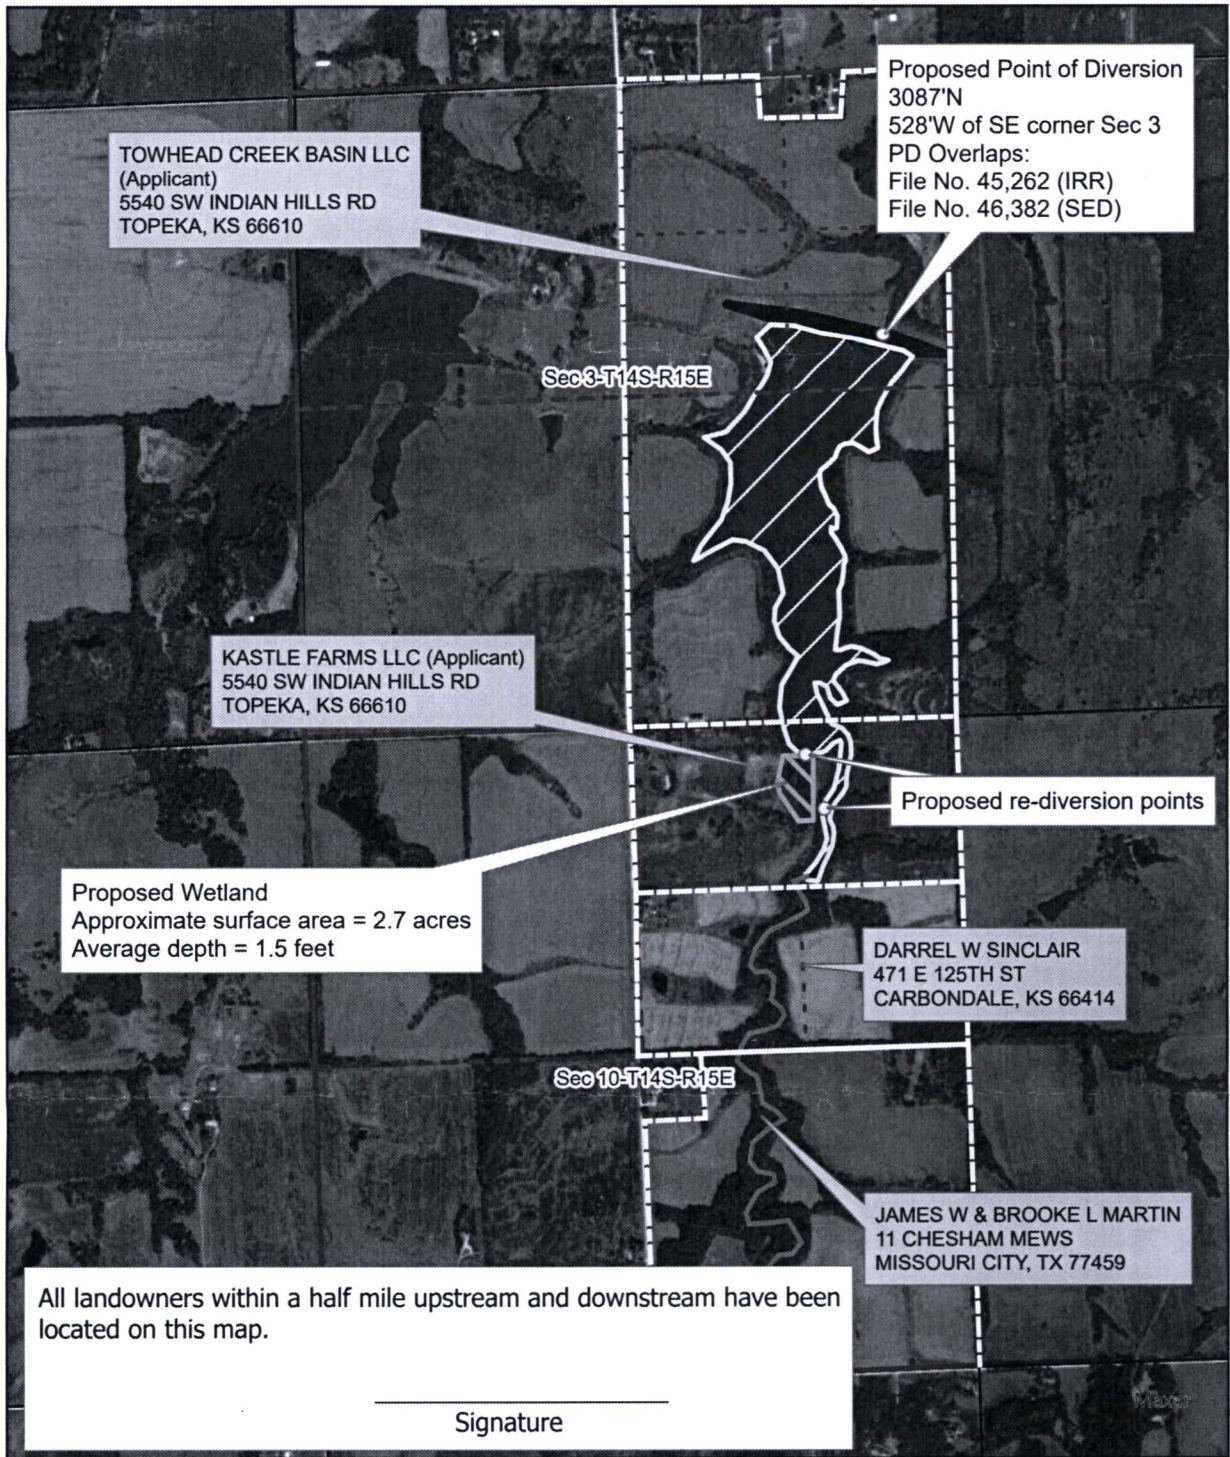 Proposed Point of Diversion
3087'N
528'W of SE corner Sec 3
PD Overlaps:
File No. 45,262 (IRR)
File No. 46,382 (SED)
TOWHEAD CREEK BASIN LLC
(Applicant)
5540 SW INDIAN HILLS RD
TOPEKA, KS 66610
Sec 3-T14S-R15E
KASTLE FARMS LLC (Applicant)
5540 SW INDIAN HILLS RD
TOPEKA, KS 66610
Proposed re-diversion points
Proposed Wetland
Approximate surface area = 2.7 acres
Average depth = 1.5 feet
DARREL W SINCLAIR
471 E 125TH ST
CARBONDALE, KS 66414
Sec 10-T14S-R15E
JAMES W & BROOKE L MARTIN
11 CHESHAM MEWS
MISSOURI CITY, TX 77459
All landowners within a half mile upstream and downstream have been
located on this map.
Signature
Maxar